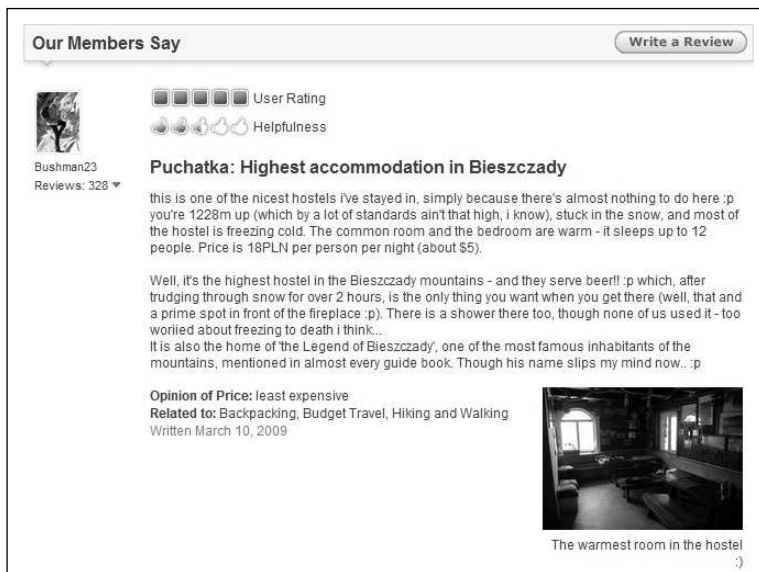 Our Members Say
Write a Review
User Rating
Helpfulness
Bushman23
Reviews: 328
Puchatka: Highest accommodation in Bieszczady
this is one of the nicest hostels i've stayed in, simply because there's almost nothing to do here :p
you're 1228m up (which by a lot of standards ain't that high, i know), stuck in the snow, and most of
the hostel is freezing cold. The common room and the bedroom are warm - it sleeps up to 12
people. Price is 18PLN per person per night (about $5).
Well, it's the highest hostel in the Bieszczady mountains - and they serve beer!! :p which, after
trudging through snow for over 2 hours, is the only thing you want when you get there (well, that and
a prime spot in front of the fireplace :p). There is a shower there too, though none of us used it - too
woriied about freezing to death i think...
It is also the home of 'the Legend of Bieszczady', one of the most famous inhabitants of the
mountains, mentioned in almost every guide book. Though his name slips my mind now.. :p
Opinion of Price: least expensive
Related to: Backpacking, Budget Travel, Hiking and Walking
Written March 10, 2009
The warmest room in the hostel
:)